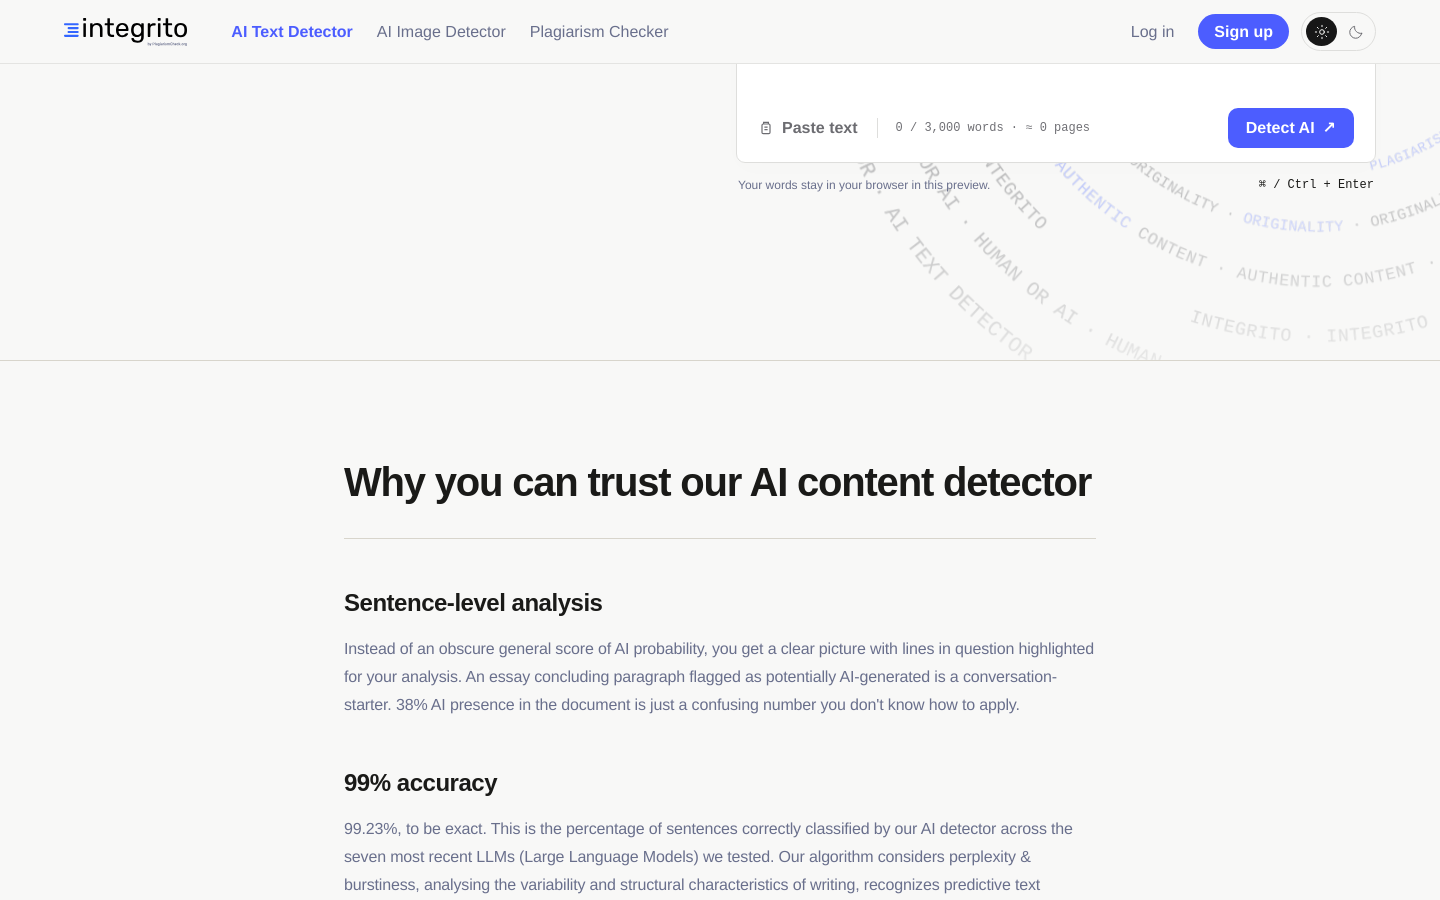 integrito
by PlagiarismCheck.org
AI Text Detector
AI Image Detector
Plagiarism Checker
Log in
Sign up
Paste text
0 / 3,000 words · ≈ 0 pages
Detect AI ↗
Your words stay in your browser in this preview.
⌘ / Ctrl + Enter
R · AI TEXT DETECTOR
OR AI · HUMAN OR AI · HUMAN
INTEGRITO
AUTHENTIC CONTENT · AUTHENTIC CONTENT ·
ORIGINALITY · ORIGINALITY · ORIGINAL
PLAGIARIS
INTEGRITO · INTEGRITO
Why you can trust our AI content detector
Sentence-level analysis
Instead of an obscure general score of AI probability, you get a clear picture with lines in question highlighted
for your analysis. An essay concluding paragraph flagged as potentially AI-generated is a conversation-
starter. 38% AI presence in the document is just a confusing number you don't know how to apply.
99% accuracy
99.23%, to be exact. This is the percentage of sentences correctly classified by our AI detector across the
seven most recent LLMs (Large Language Models) we tested. Our algorithm considers perplexity &
burstiness, analysing the variability and structural characteristics of writing, recognizes predictive text